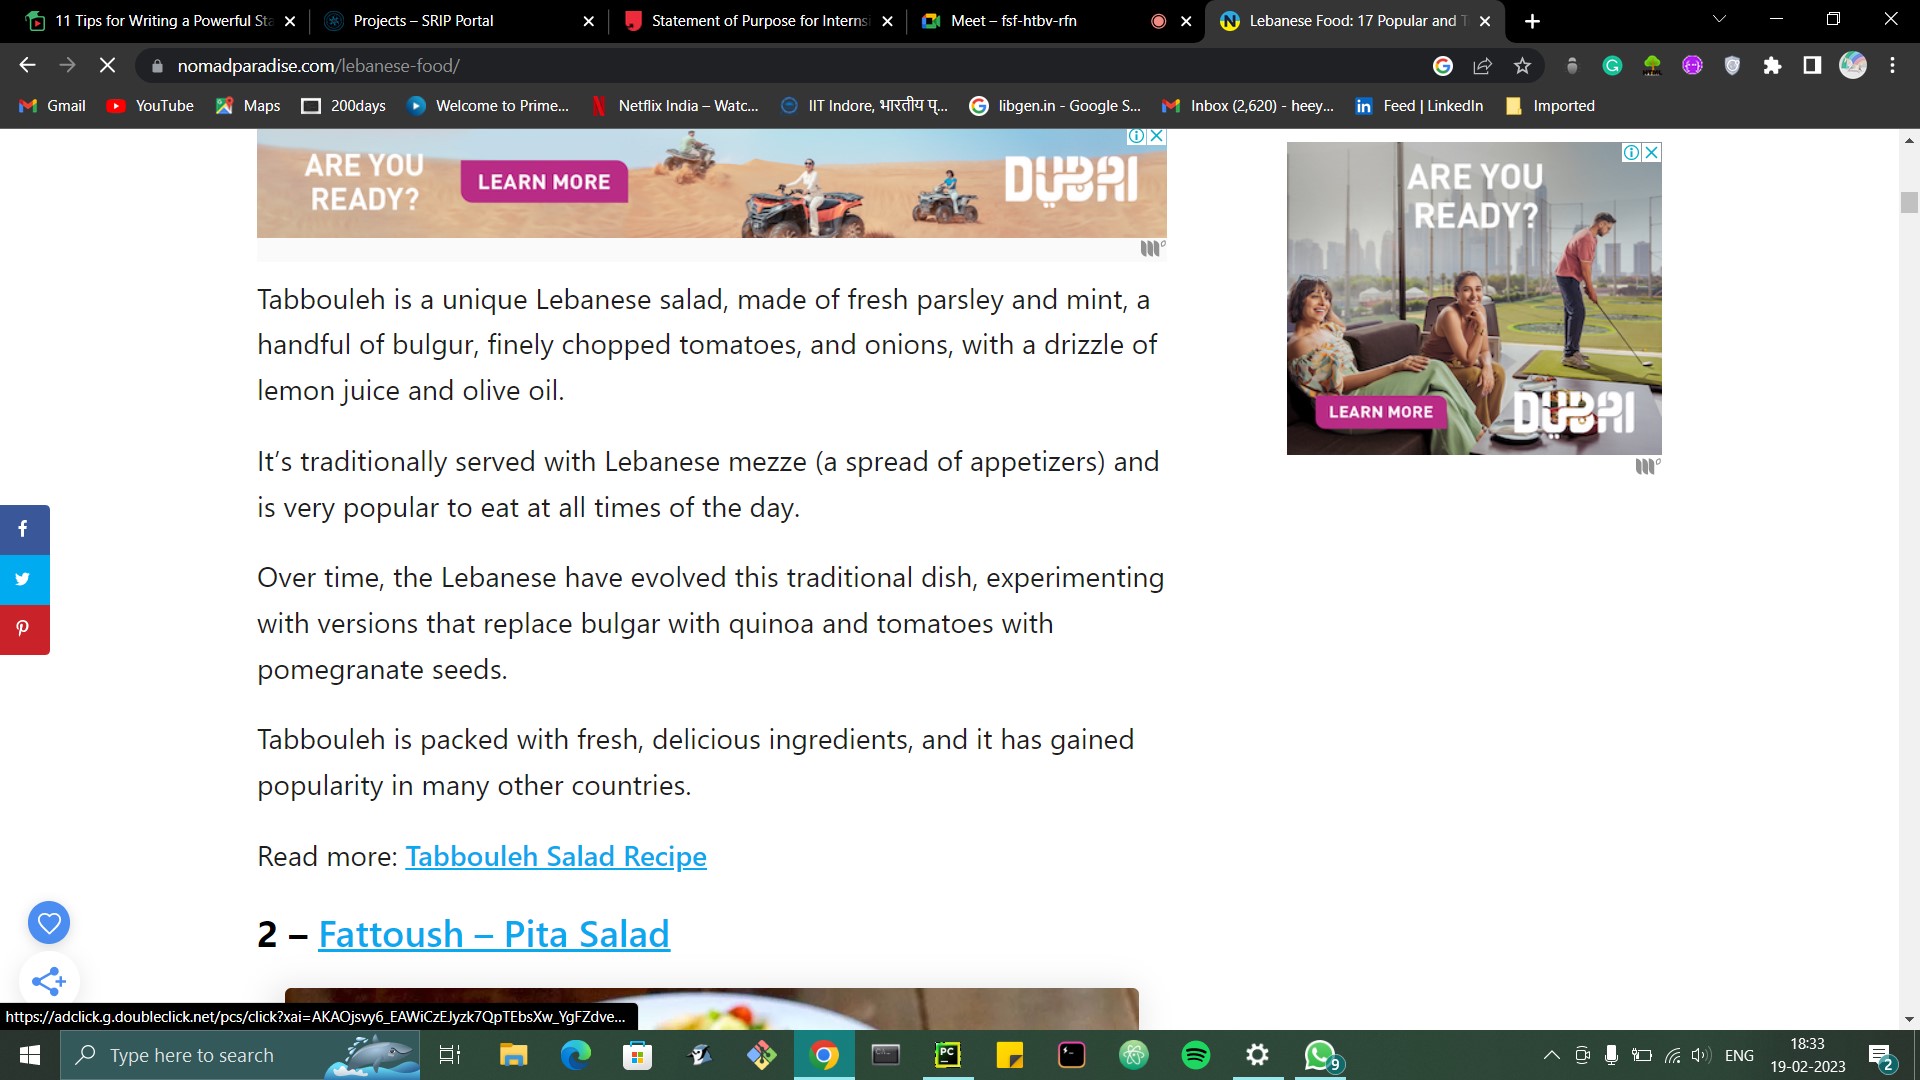 11 Tips for Writing a Powerful Sta
Projects – SRIP Portal
Statement of Purpose for Interns
Meet – fsf-htbv-rfn
Lebanese Food: 17 Popular and T
nomadparadise.com/lebanese-food/
Gmail
YouTube
Maps
200days
Welcome to Prime...
Netflix India – Watc...
IIT Indore, भारतीय प्...
libgen.in - Google S...
Inbox (2,620) - heey...
Feed | LinkedIn
Imported
ARE YOU
READY?
LEARN MORE
DUBAI
ARE YOU
READY?
LEARN MORE
DUBAI
Tabbouleh is a unique Lebanese salad, made of fresh parsley and mint, a
handful of bulgur, finely chopped tomatoes, and onions, with a drizzle of
lemon juice and olive oil.
It’s traditionally served with Lebanese mezze (a spread of appetizers) and
is very popular to eat at all times of the day.
Over time, the Lebanese have evolved this traditional dish, experimenting
with versions that replace bulgar with quinoa and tomatoes with
pomegranate seeds.
Tabbouleh is packed with fresh, delicious ingredients, and it has gained
popularity in many other countries.
Read more: Tabbouleh Salad Recipe
2 – Fattoush – Pita Salad
https://adclick.g.doubleclick.net/pcs/click?xai=AKAOjsvy6_EAWiCzEJyzk7QpTEbsXw_YgFZdve...
Type here to search
PC
9
ENG
18:33
19-02-2023
2